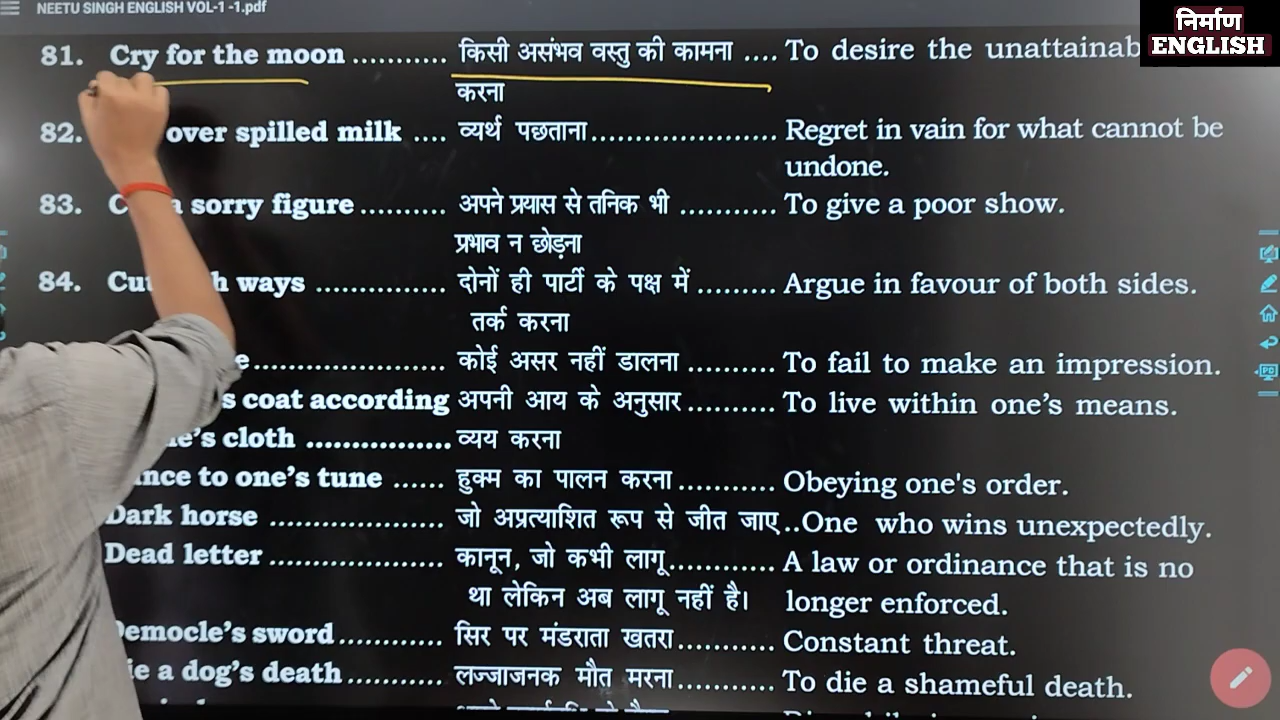 NEETU SINGH ENGLISH VOL-1 -1.pdf
निर्माण
ENGLISH
81. Cry for the moon ........... किसी असंभव वस्तु की कामना .... To desire the
करना
82. over spilled milk .... व्यर्थ पछताना ...................... Regret in vain for what cannot be
undone.
83. a sorry figure .......... अपने प्रयास से तनिक भी ........... To give a poor show.
प्रभाव न छोड़ना
84. ways ............... दोनों ही पार्टी के पक्ष में ......... Argue in favour of both sides.
तर्क करना
...................... कोई असर नहीं डालना .......... To fail to make an impression.
coat according अपनी आय के अनुसार .......... To live within one's means.
cloth ................ व्यय करना
to one's tune ...... हुक्म का पालन करना ........... Obeying one's order.
Dark horse .................... जो अप्रत्याशित रूप से जीत जाए ..One who wins unexpectedly.
Dead letter .................... कानून, जो कभी लागू ............ A law or ordinance that is no
था लेकिन अब लागू नहीं है। longer enforced.
Democle's sword ............ सिर पर मंडराता खतरा ........... Constant threat.
a dog's death ........... लज्जाजनक मौत मरना ........... To die a shameful death.